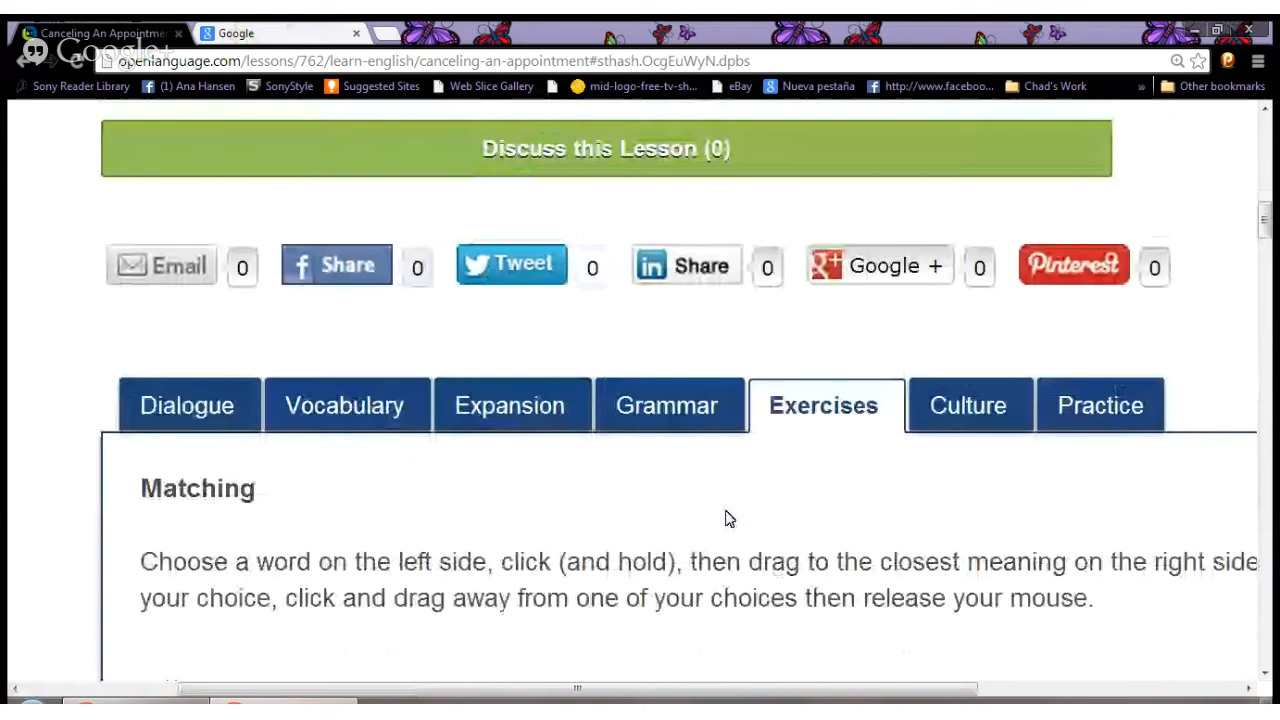 Canceling An Appointme
Google
Google+
openlanguage.com/lessons/762/learn-english/canceling-an-appointment#sthash.OcgEuWyN.dpbs
Sony Reader Library
(1) Ana Hansen
SonyStyle
Suggested Sites
Web Slice Gallery
mid-logo-free-tv-sh...
eBay
Nueva pestaña
http://www.faceboo...
Chad's Work
»
Other bookmarks
Discuss this Lesson (0)
Email 0 Share 0 Tweet 0 Share 0 Google + 0 Pinterest 0
Dialogue Vocabulary Expansion Grammar Exercises Culture Practice
Matching
Choose a word on the left side, click (and hold), then drag to the closest meaning on the right side
your choice, click and drag away from one of your choices then release your mouse.